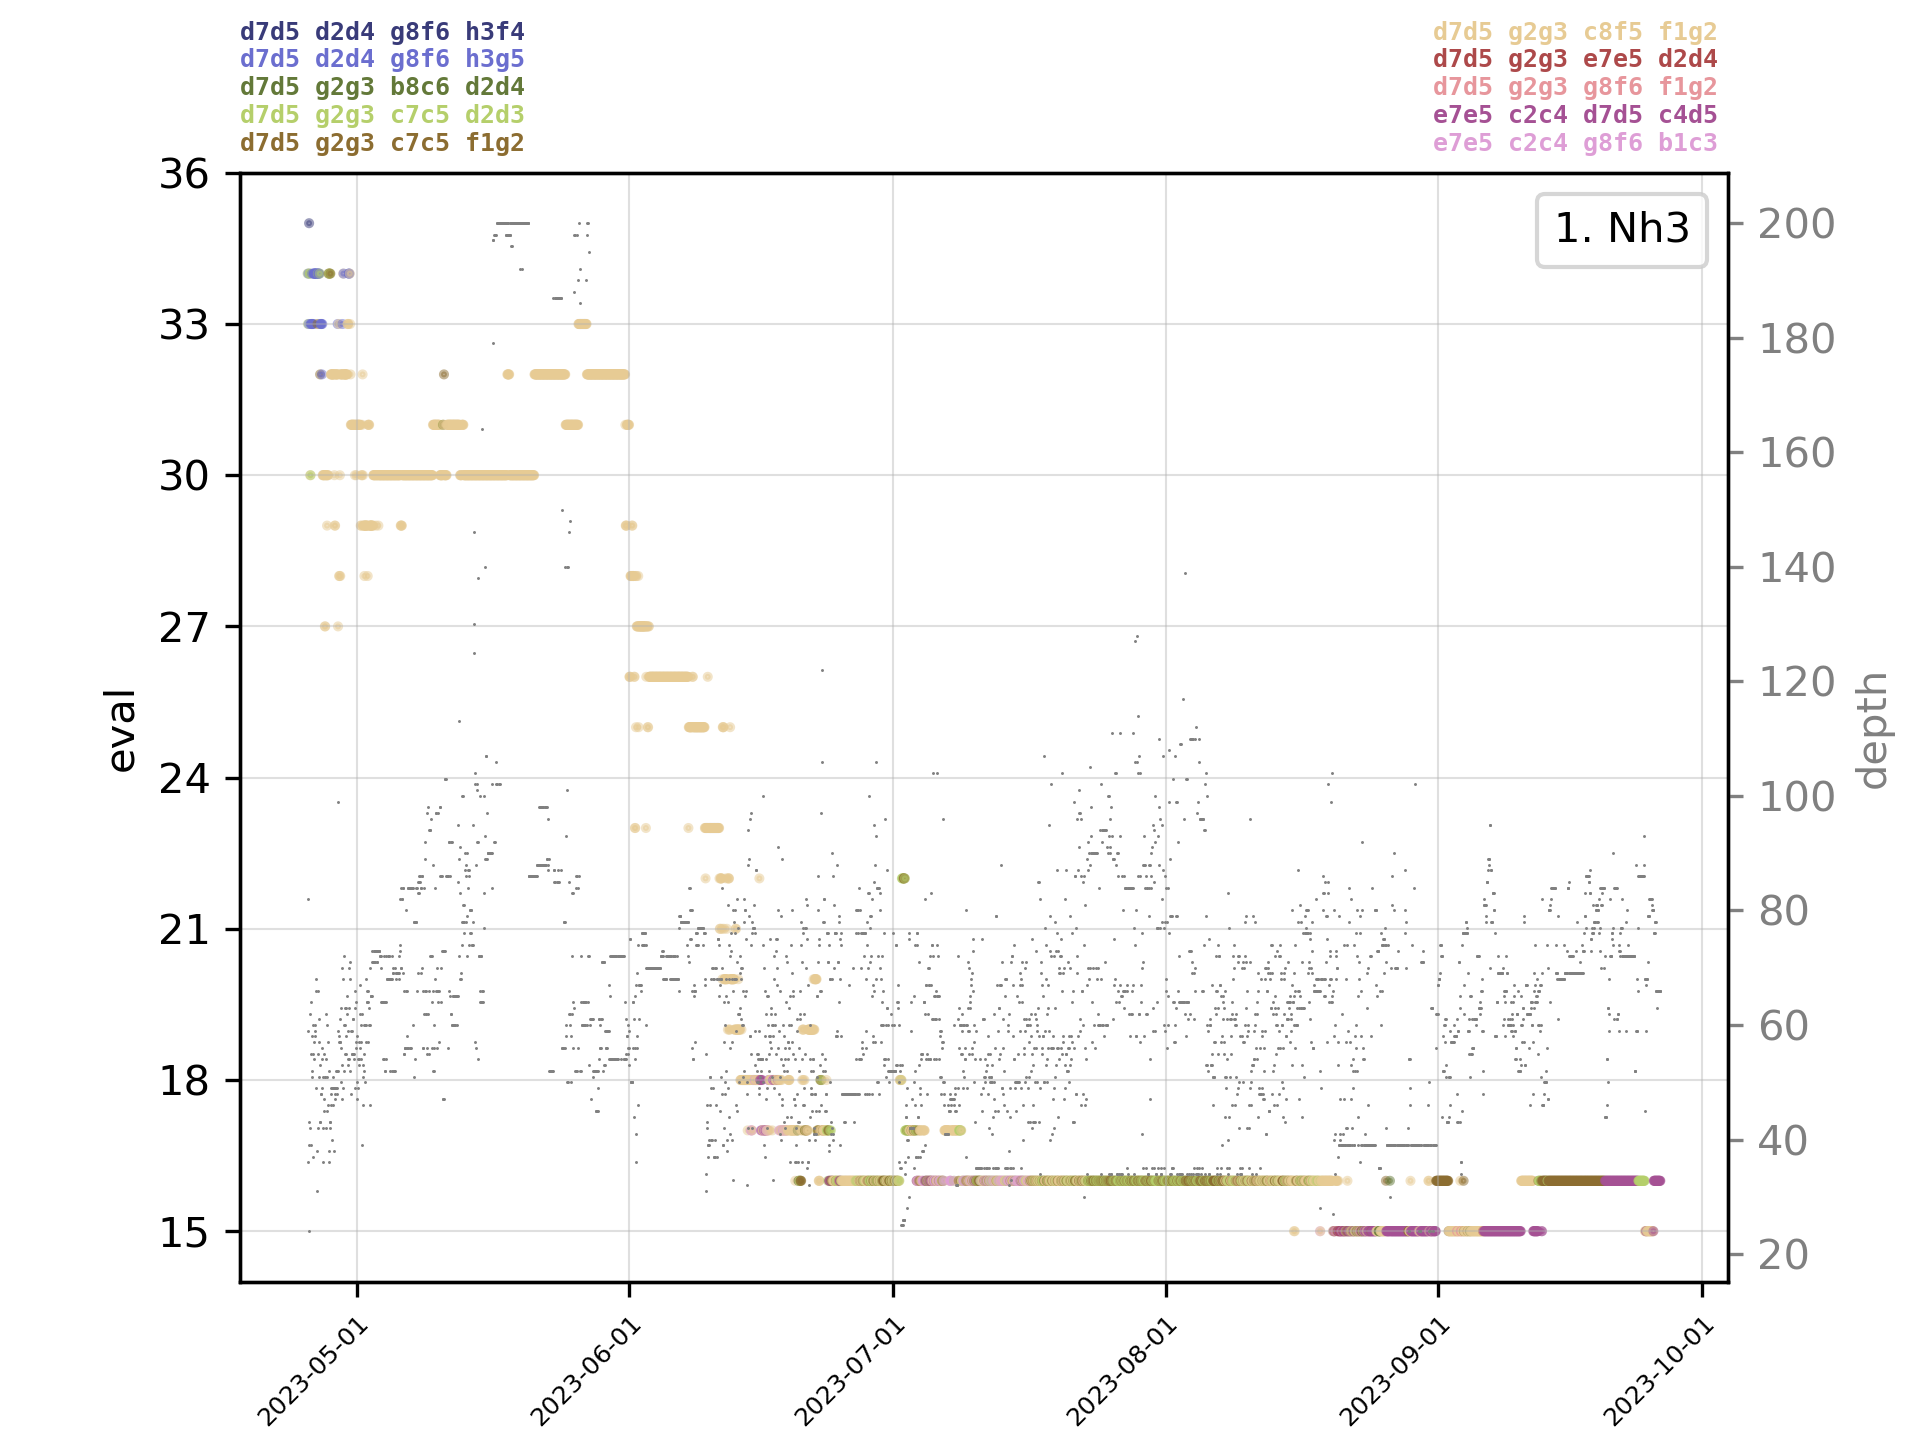 d7d5 d2d4 g8f6 h3f4
d7d5 d2d4 g8f6 h3g5
d7d5 g2g3 b8c6 d2d4
d7d5 g2g3 c7c5 d2d3
d7d5 g2g3 c7c5 f1g2
d7d5 g2g3 c8f5 f1g2
d7d5 g2g3 e7e5 d2d4
d7d5 g2g3 g8f6 f1g2
e7e5 c2c4 d7d5 c4d5
e7e5 c2c4 g8f6 b1c3
1. Nh3
eval
36
33
30
27
24
21
18
15
depth
200
180
160
140
120
100
80
60
40
20
2023-05-01
2023-06-01
2023-07-01
2023-08-01
2023-09-01
2023-10-01